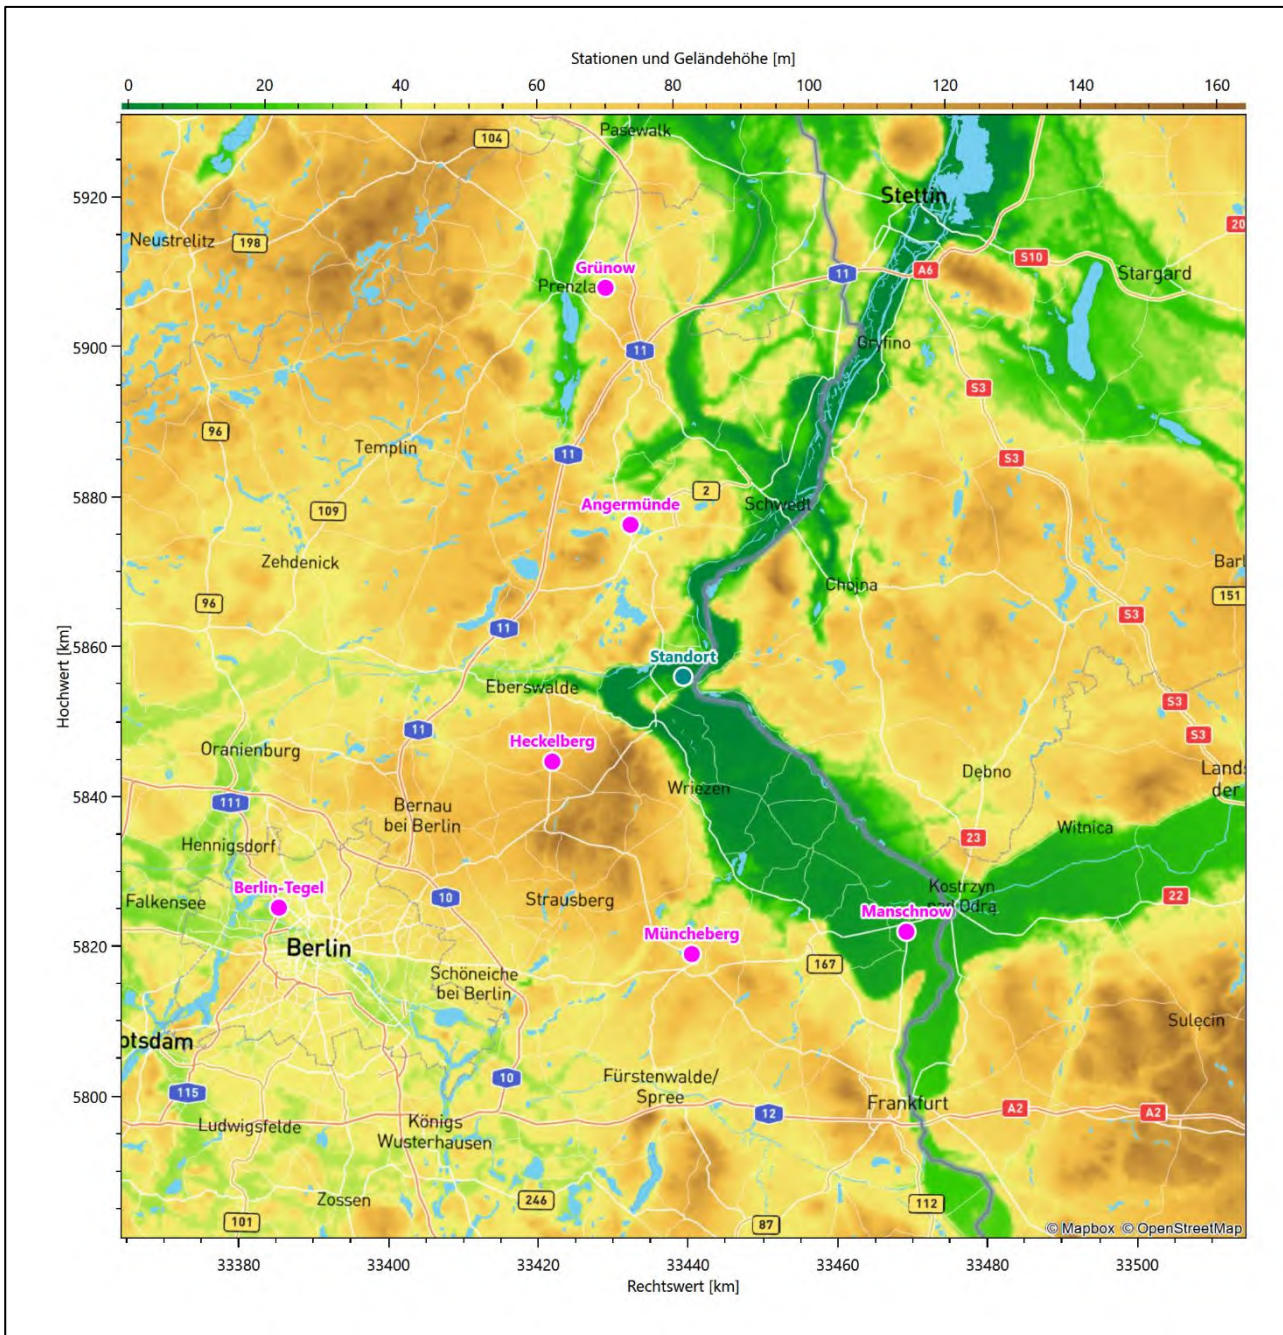 Stationen und Geländehöhe [m]
0 20 40 60 80 100 120 140 160
Pasewalk
104
5920
Stettin
20
Neustrelitz
198
S10
Grünow
A6
11
Stargard
Prenzla
5900
11
Gryfino
S3
96
Templin
11
S3
5880
2
109
Angermünde
Schwedt
Zehdenick
Chojna
Barl
96
151
11
S3
5860
Standort
Eberswalde
Hochwert [km]
S3
11
S3
Oranienburg
Heckelberg
Dębno
Lands
der
Wriezen
5840
111
Bernau
bei Berlin
Witnica
23
Hennigsdorf
Berlin-Tegel
Kostrzyn
nad Odrą
10
Strausberg
22
Falkensee
Manschnow
5820
Berlin
Müncheberg
167
Schöneiche
bei Berlin
Sulęcin
otsdam
10
Fürstenwalde/
Spree
115
5800
Frankfurt
A2
A2
12
Ludwigsfelde
Königs
Wusterhausen
Zossen
246
112
101
87
© Mapbox © OpenStreetMap
33380 33400 33420 33440 33460 33480 33500
Rechtswert [km]